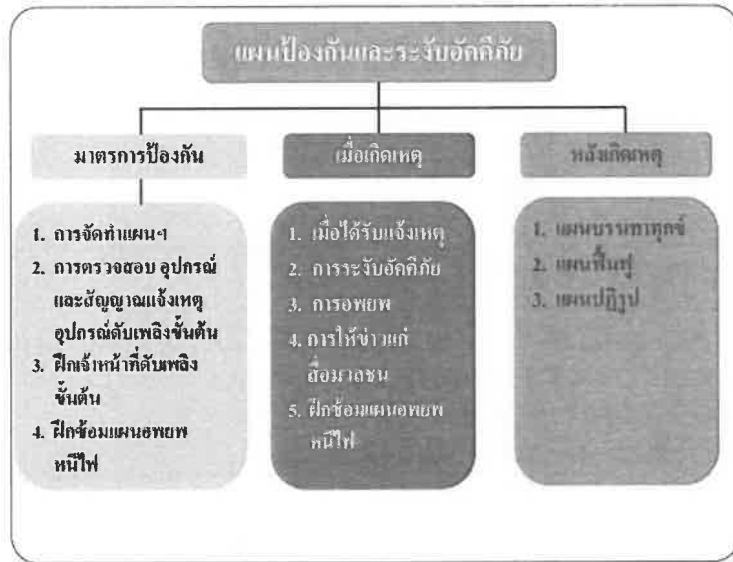 แผนป้องกันและระงับอัคคีภัย
มาตรการป้องกัน
1. การจัดทำแผนฯ
2. การตรวจสอบ อุปกรณ์
และสัญญาณแจ้งเหตุ
อุปกรณ์ดับเพลิงขั้นต้น
3. ฝึกเจ้าหน้าที่ดับเพลิง
ขั้นต้น
4. ฝึกซ้อมแผนอพยพ
หนีไฟ
เมื่อเกิดเหตุ
1. เมื่อได้รับแจ้งเหตุ
2. การระงับอัคคีภัย
3. การอพยพ
4. การให้ข่าวแก่
สื่อมวลชน
5. ฝึกซ้อมแผนอพยพ
หนีไฟ
หลังเกิดเหตุ
1. แผนบรรเทาทุกข์
2. แผนฟื้นฟู
3. แผนปฏิรูป